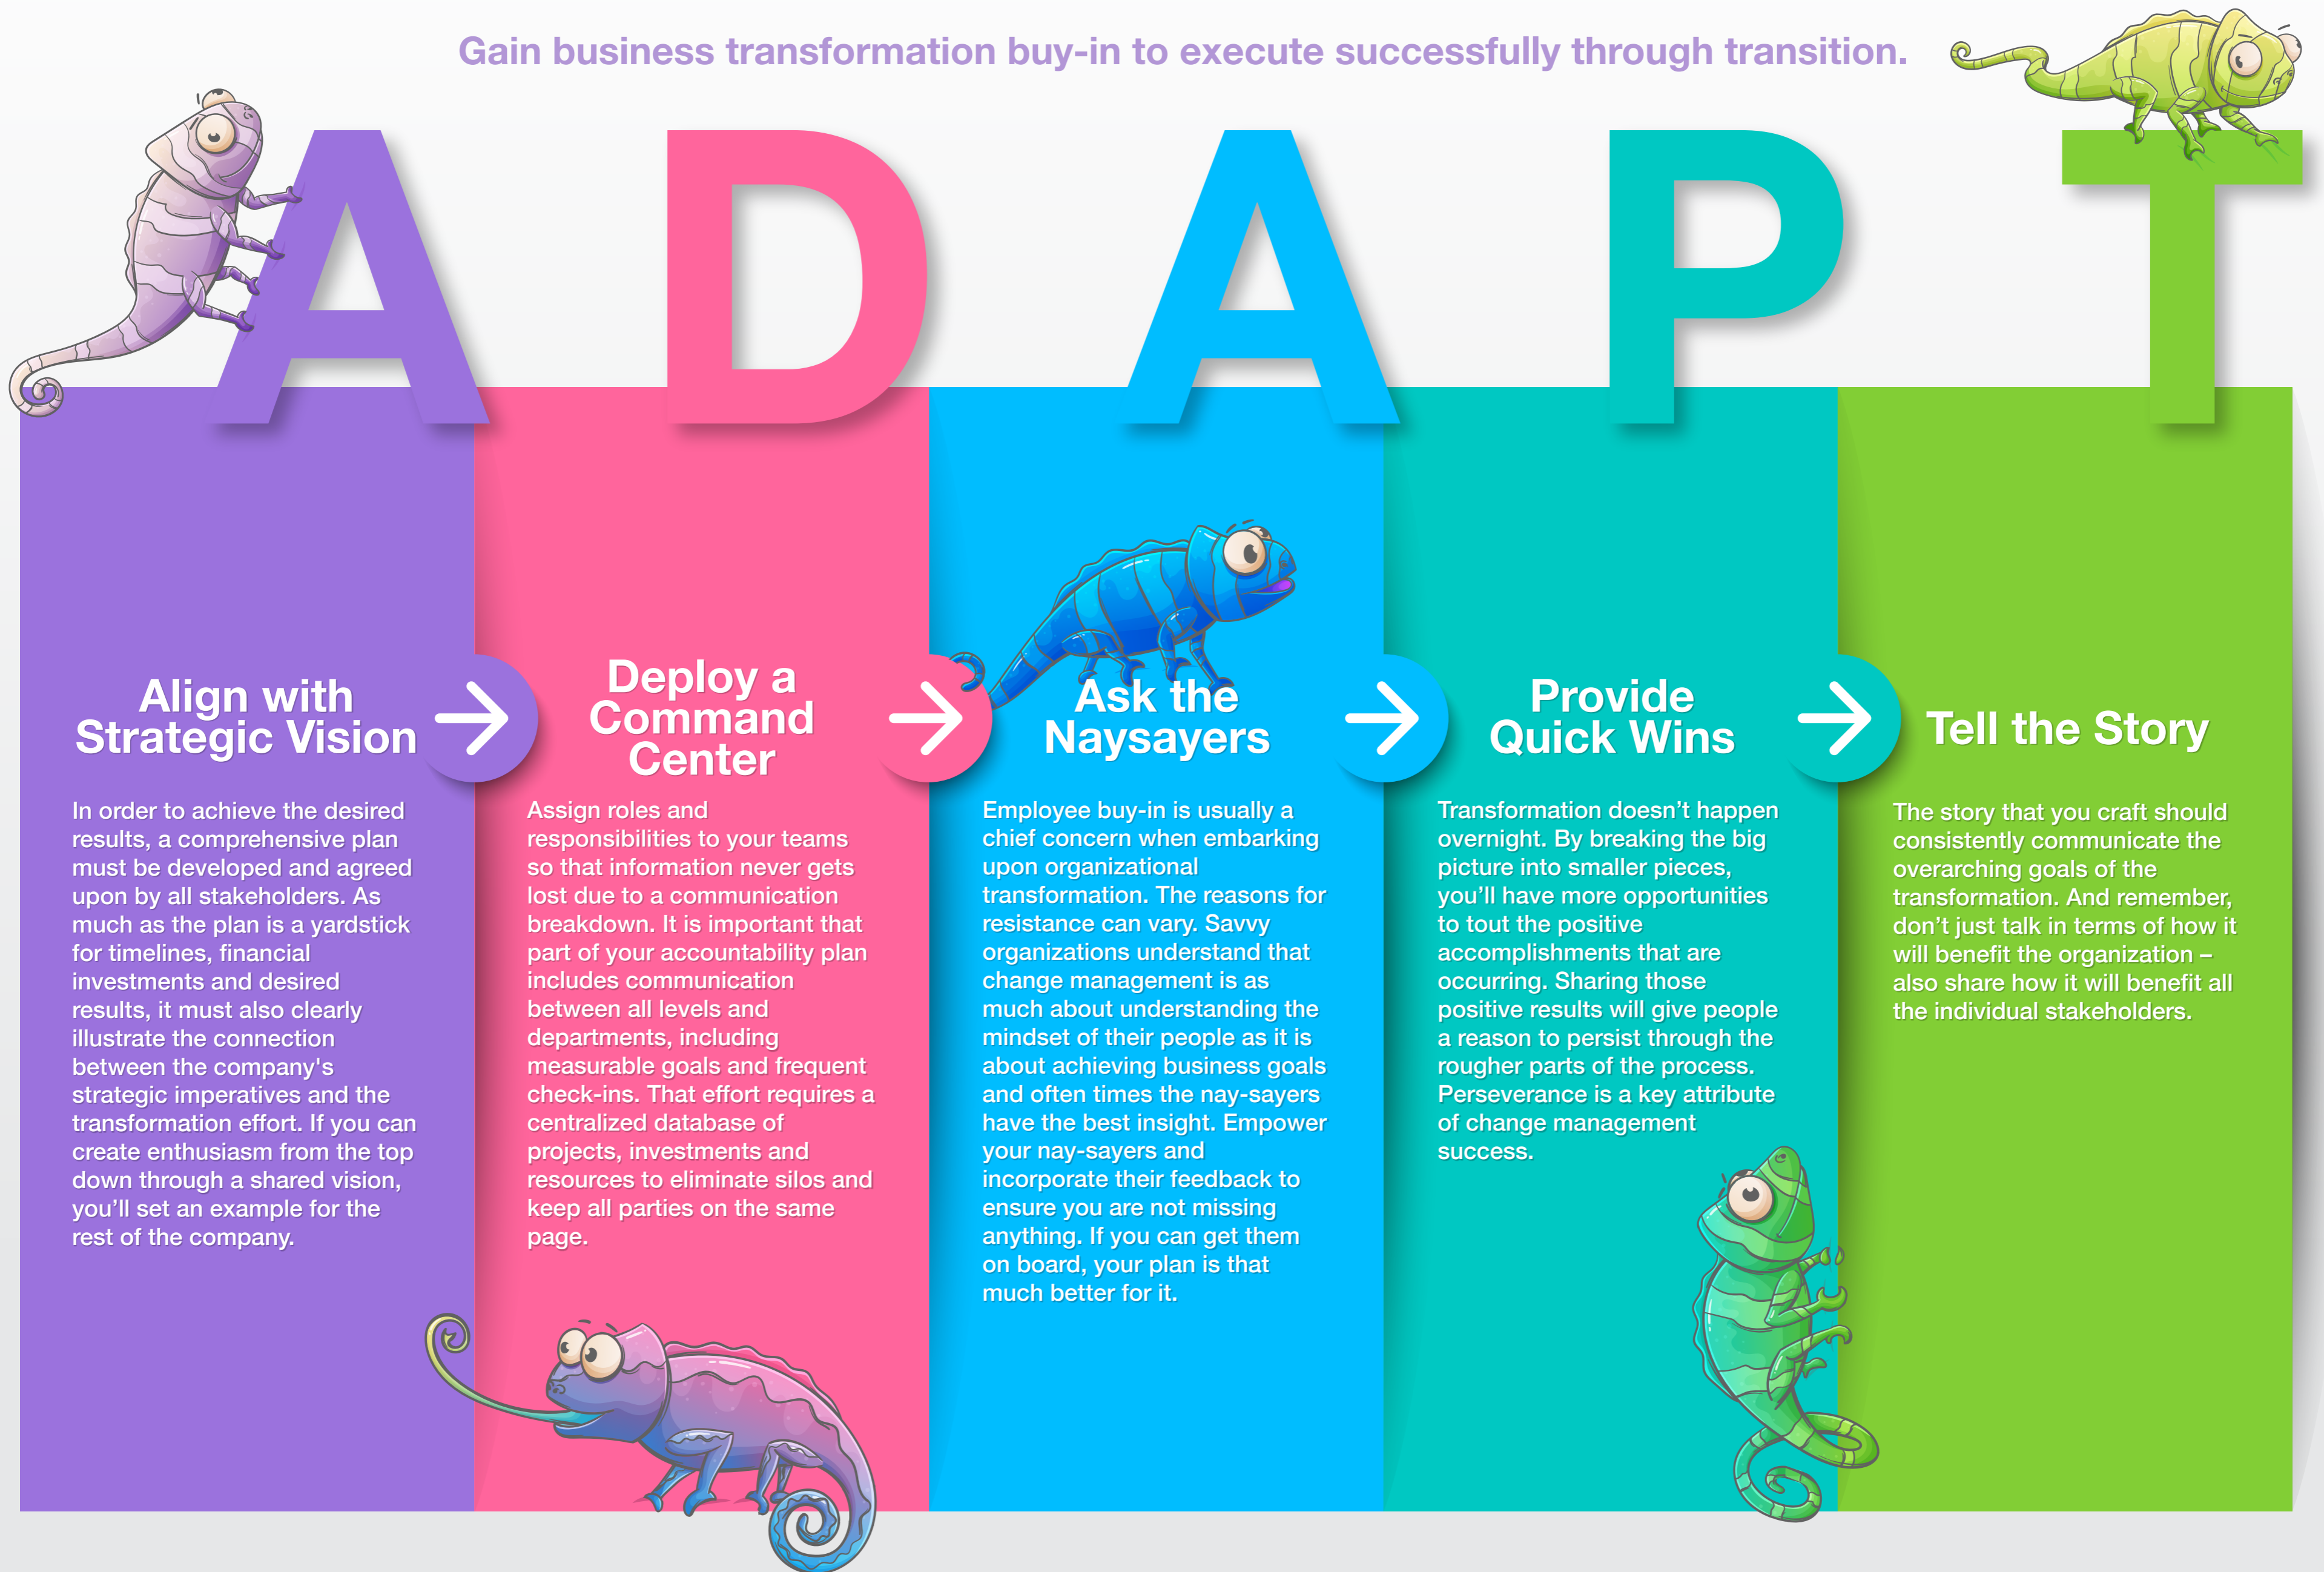 Gain business transformation buy-in to execute successfully through transition.
A D A P T
Align with
Strategic Vision
In order to achieve the desired
results, a comprehensive plan
must be developed and agreed
upon by all stakeholders. As
much as the plan is a yardstick
for timelines, financial
investments and desired
results, it must also clearly
illustrate the connection
between the company's
strategic imperatives and the
transformation effort. If you can
create enthusiasm from the top
down through a shared vision,
you’ll set an example for the
rest of the company.
Deploy a
Command
Center
Assign roles and
responsibilities to your teams
so that information never gets
lost due to a communication
breakdown. It is important that
part of your accountability plan
includes communication
between all levels and
departments, including
measurable goals and frequent
check-ins. That effort requires a
centralized database of
projects, investments and
resources to eliminate silos and
keep all parties on the same
page.
Ask the
Naysayers
Employee buy-in is usually a
chief concern when embarking
upon organizational
transformation. The reasons for
resistance can vary. Savvy
organizations understand that
change management is as
much about understanding the
mindset of their people as it is
about achieving business goals
and often times the nay-sayers
have the best insight. Empower
your nay-sayers and
incorporate their feedback to
ensure you are not missing
anything. If you can get them
on board, your plan is that
much better for it.
Provide
Quick Wins
Transformation doesn’t happen
overnight. By breaking the big
picture into smaller pieces,
you’ll have more opportunities
to tout the positive
accomplishments that are
occurring. Sharing those
positive results will give people
a reason to persist through the
rougher parts of the process.
Perseverance is a key attribute
of change management
success.
Tell the Story
The story that you craft should
consistently communicate the
overarching goals of the
transformation. And remember,
don’t just talk in terms of how it
will benefit the organization –
also share how it will benefit all
the individual stakeholders.